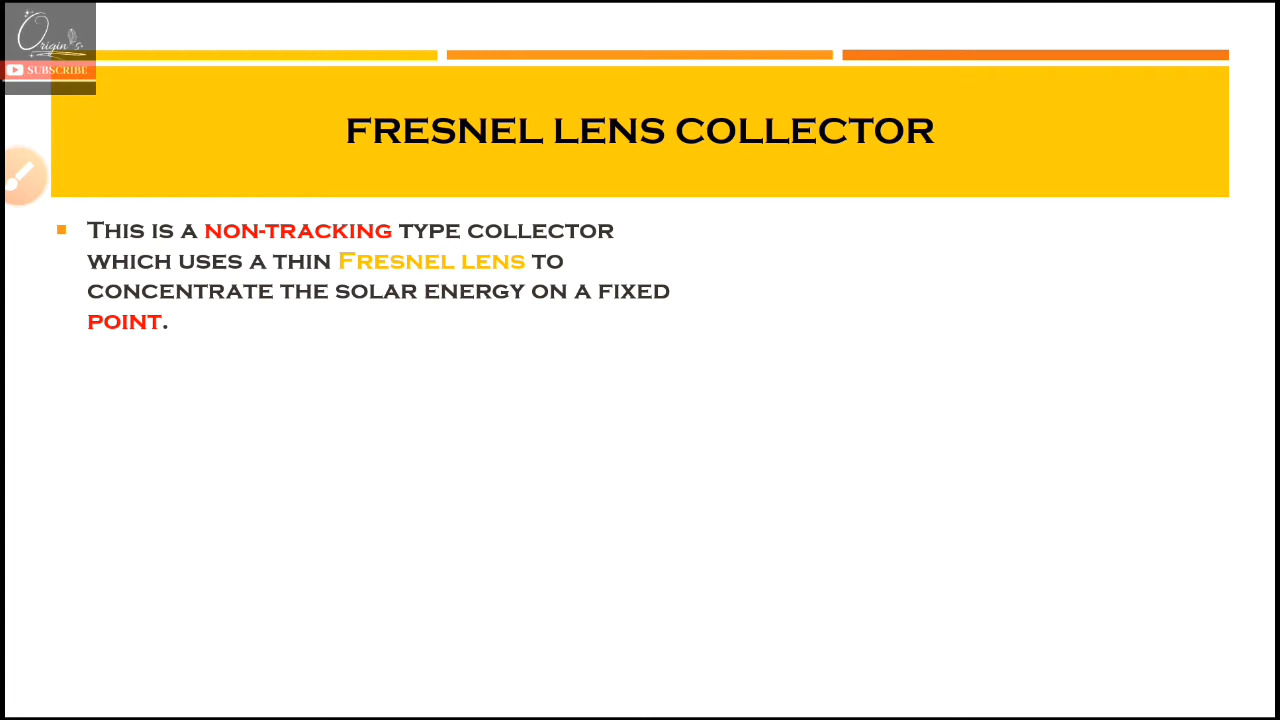 Origin's
SUBSCRIBE
FRESNEL LENS COLLECTOR
THIS IS A NON-TRACKING TYPE COLLECTOR
WHICH USES A THIN FRESNEL LENS TO
CONCENTRATE THE SOLAR ENERGY ON A FIXED
POINT.